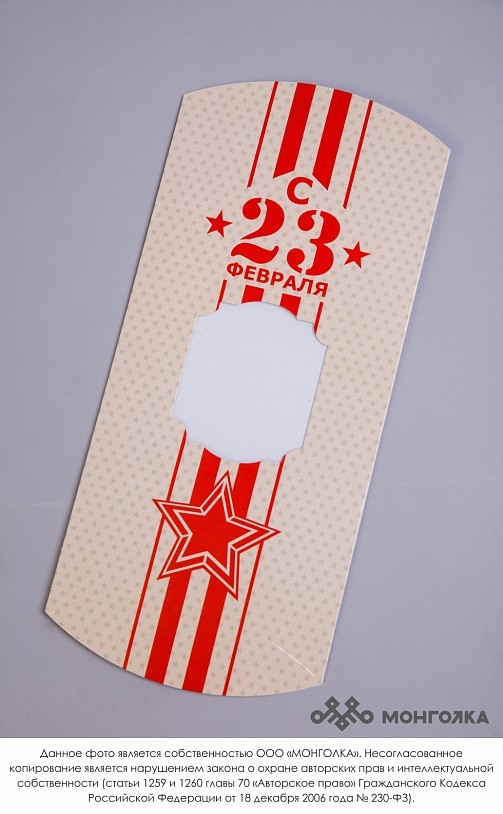 С
23
ФЕВРАЛЯ
МОНГОЛКА
Данное фото является собственностью ООО «МОНГОЛКА». Несогласованное
копирование является нарушением закона о охране авторских прав и интеллектуальной
собственности (статьи 1259 и 1260 главы 70 «Авторское право» Гражданского Кодекса
Российской Федерации от 18 декабря 2006 года № 230-ФЗ).